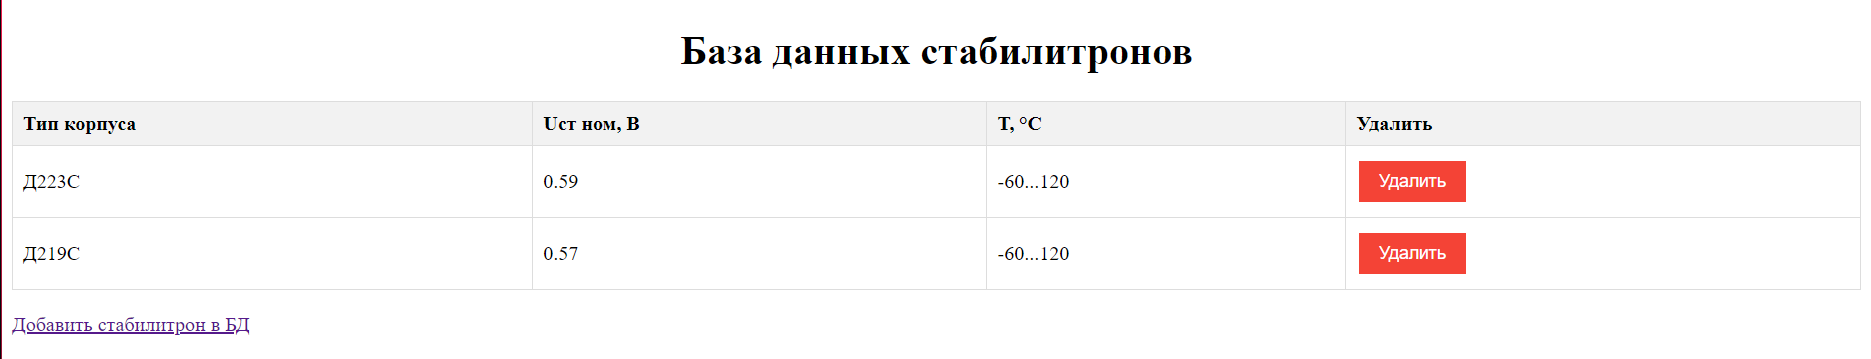 База данных стабилитронов
Тип корпуса Uст ном, В T, °C Удалить
Д223С 0.59 -60...120 Удалить
Д219С 0.57 -60...120 Удалить
Добавить стабилитрон в БД